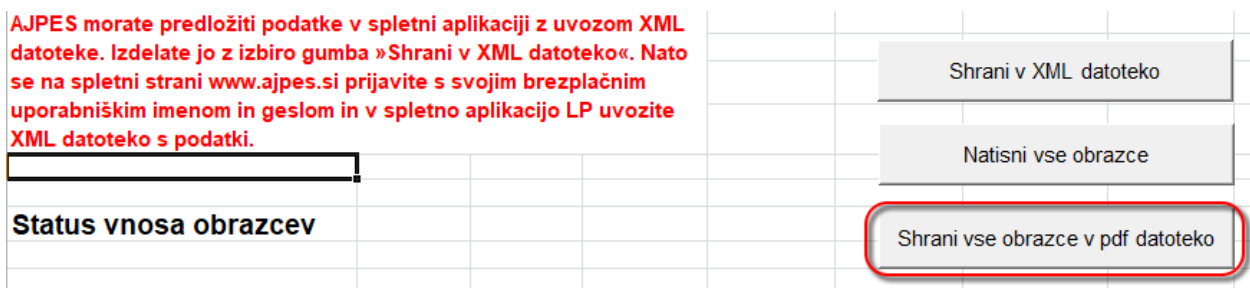 AJPES morate predložiti podatke v spletni aplikaciji z uvozom XML
datoteke. Izdelate jo z izbiro gumba »Shrani v XML datoteko«. Nato
se na spletni strani www.ajpes.si prijavite s svojim brezplačnim
uporabniškim imenom in geslom in v spletno aplikacijo LP uvozite
XML datoteko s podatki.
Shrani v XML datoteko
Natisni vse obrazce
Status vnosa obrazcev
Shrani vse obrazce v pdf datoteko